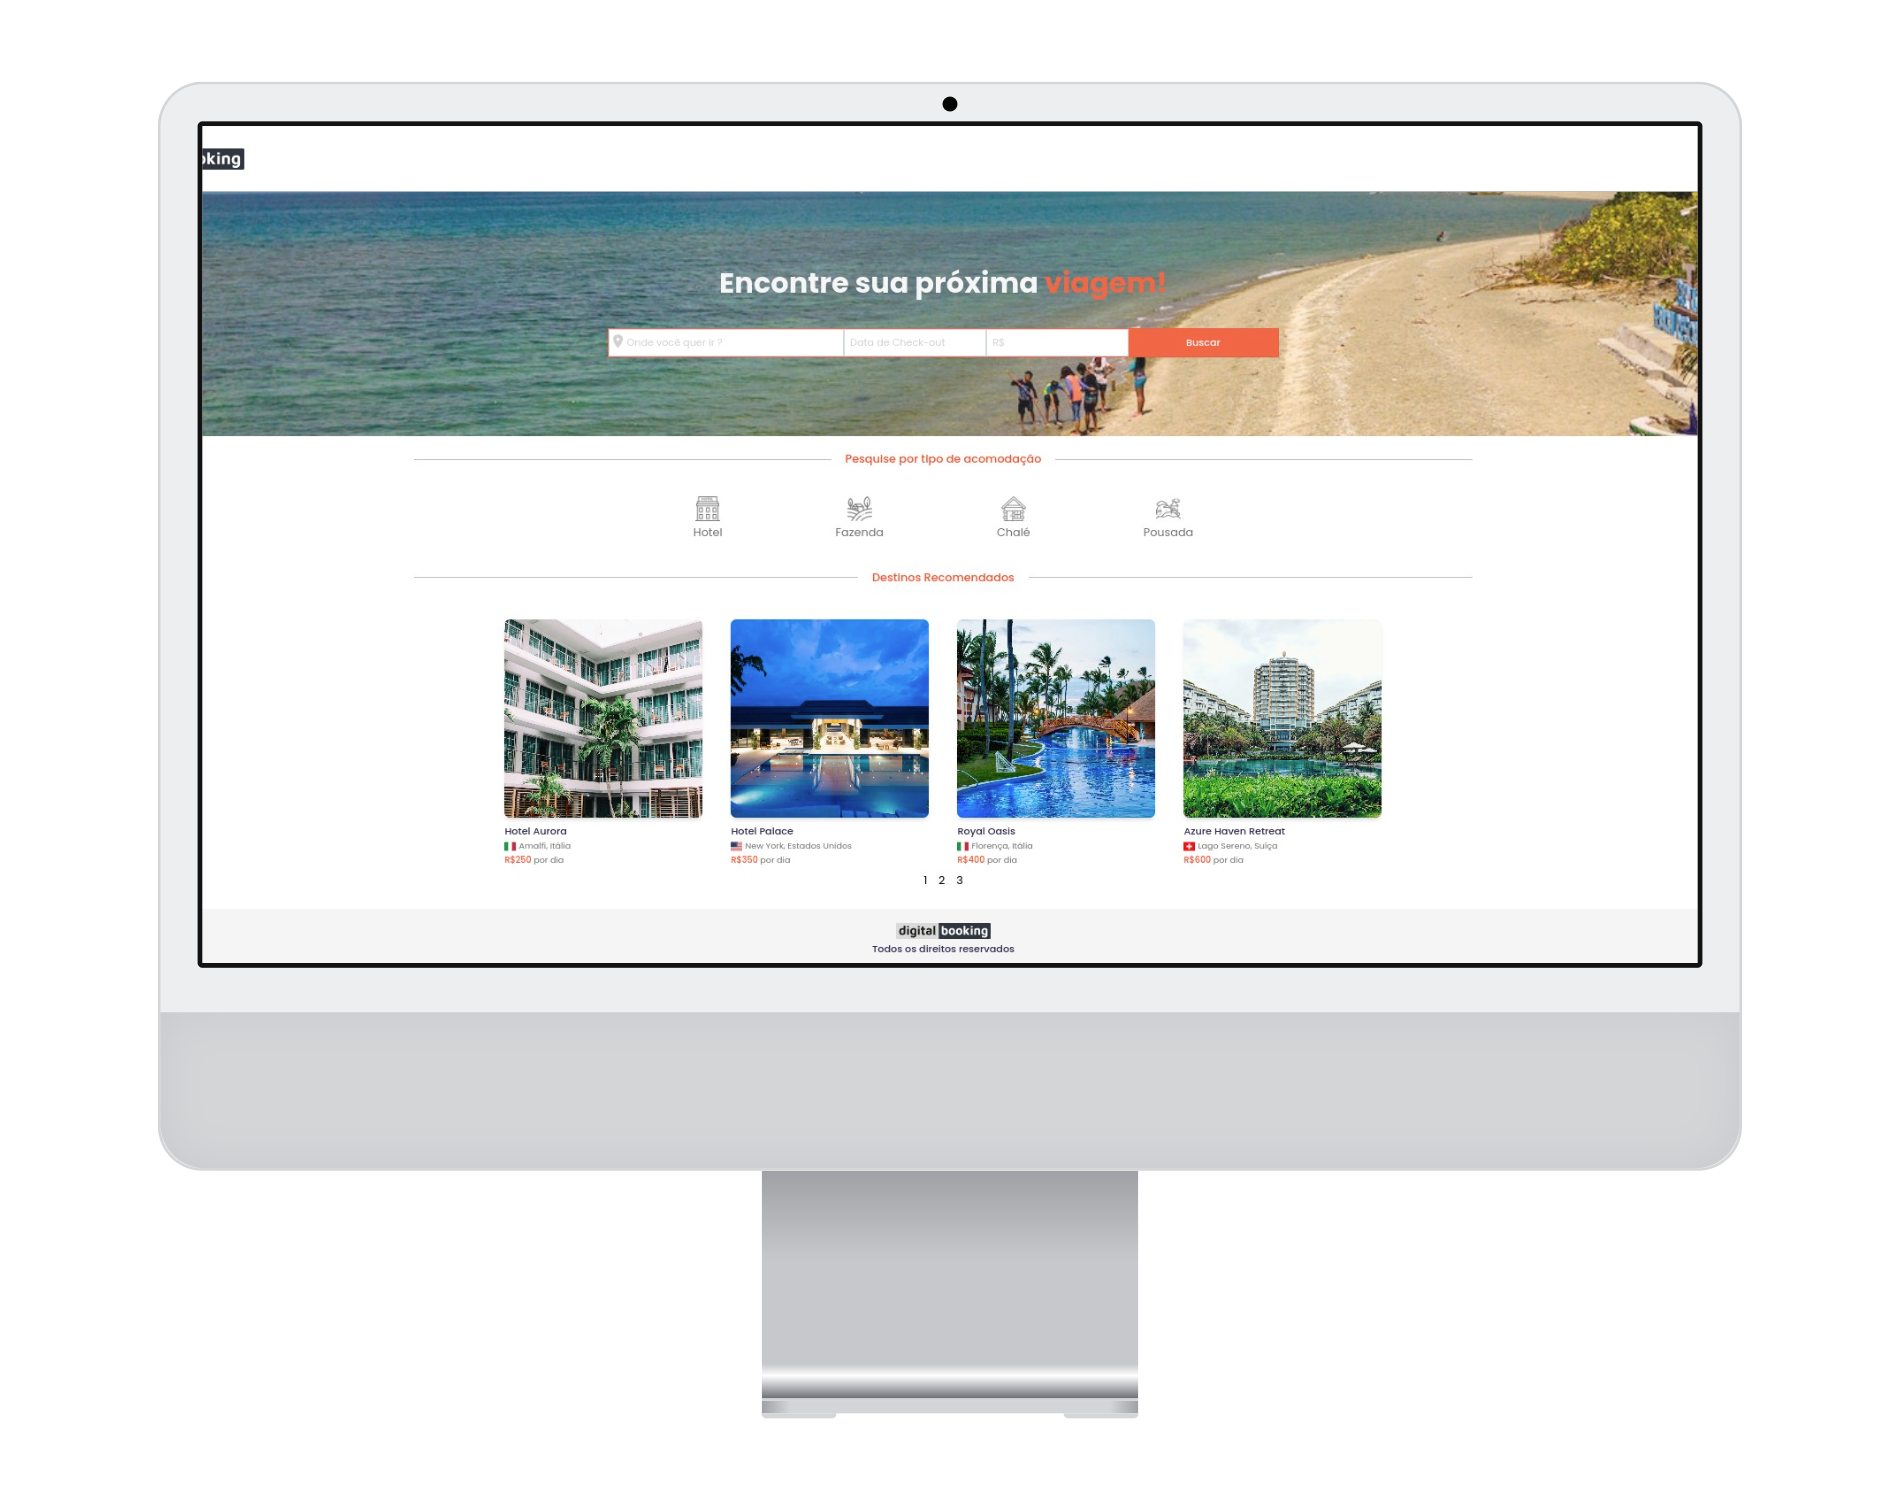 oking
Encontre sua próxima viagem!
Onde você quer ir ? Data de Check-out R$ Buscar
Pesquise por tipo de acomodação
Hotel Fazenda Chalé Pousada
Destinos Recomendados
Hotel Aurora
Amalfi, Itália
R$250 por dia
Hotel Palace
New York, Estados Unidos
R$350 por dia
Royal Oasis
Florença, Itália
R$400 por dia
Azure Haven Retreat
Lago Sereno, Suíça
R$600 por dia
1 2 3
digital booking
Todos os direitos reservados